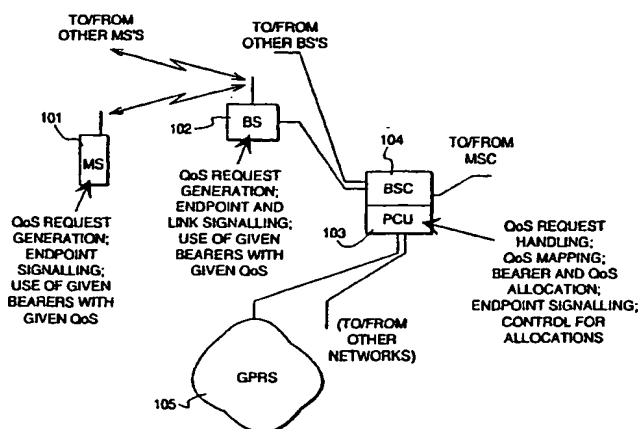 TO/FROM
OTHER MS'S
TO/FROM
OTHER BS'S
101
MS
102
BS
104
BSC
TO/FROM
MSC
103
PCU
QoS REQUEST
GENERATION;
ENDPOINT
SIGNALLING;
USE OF GIVEN
BEARERS WITH
GIVEN QoS
QoS REQUEST
GENERATION;
ENDPOINT AND
LINK SIGNALLING;
USE OF GIVEN
BEARERS WITH
GIVEN QoS
QoS REQUEST
HANDLING;
QoS MAPPING;
BEARER AND QoS
ALLOCATION;
ENDPOINT SIGNALLING;
CONTROL FOR
ALLOCATIONS
(TO/FROM
OTHER
NETWORKS)
GPRS
105